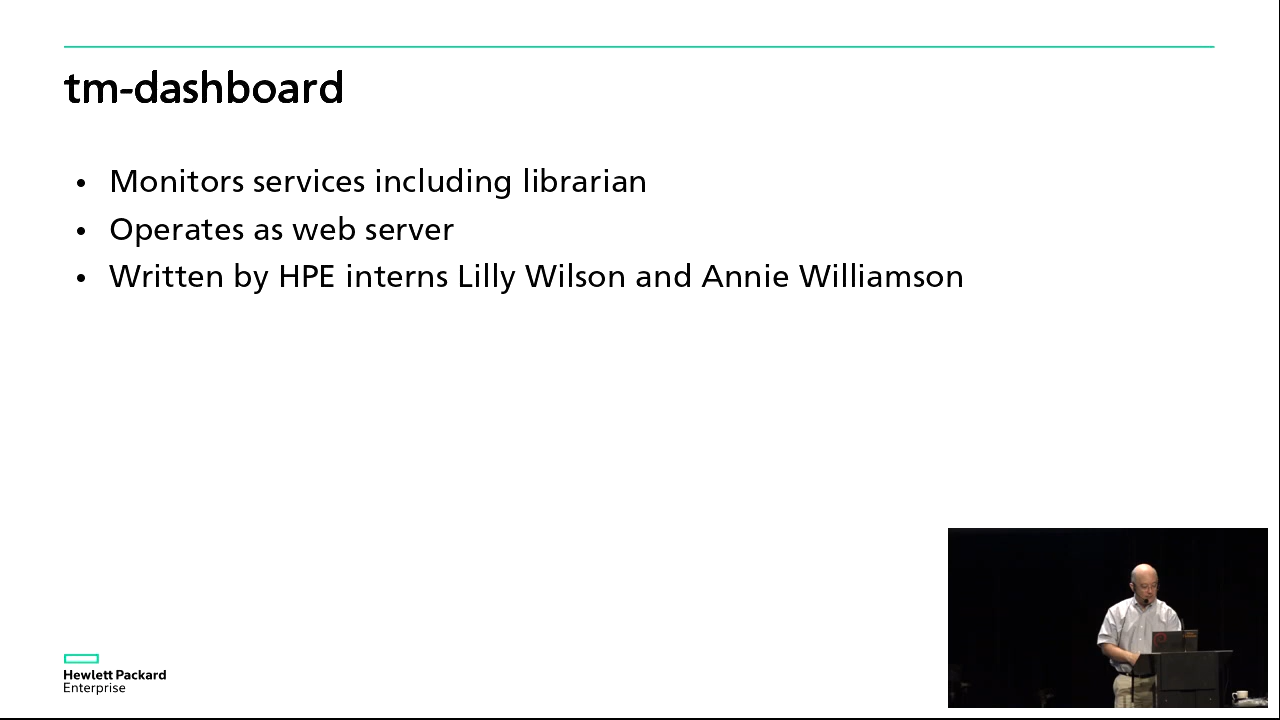 tm-dashboard
• Monitors services including librarian
• Operates as web server
• Written by HPE interns Lilly Wilson and Annie Williamson
Hewlett Packard
Enterprise